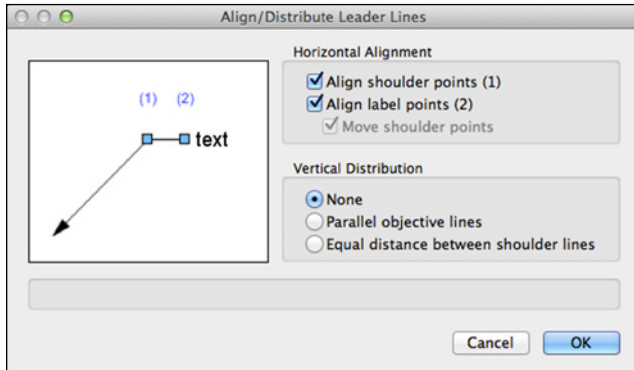 Align/Distribute Leader Lines
(1) (2)
text
Horizontal Alignment
Align shoulder points (1)
Align label points (2)
Move shoulder points
Vertical Distribution
None
Parallel objective lines
Equal distance between shoulder lines
Cancel
OK